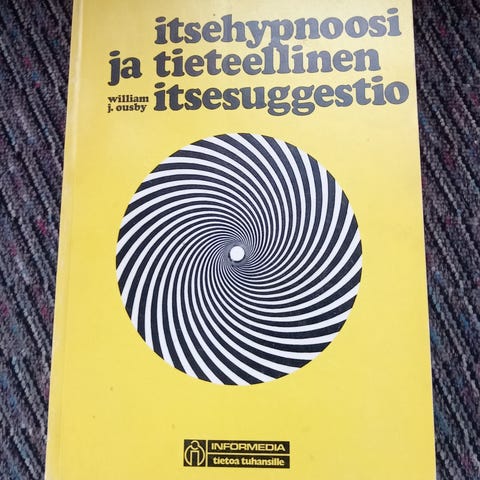 itsehypnoosi
ja tieteellinen
william
j. ousby
itsesuggestio
INFORMEDIA
tietoa tuhansille